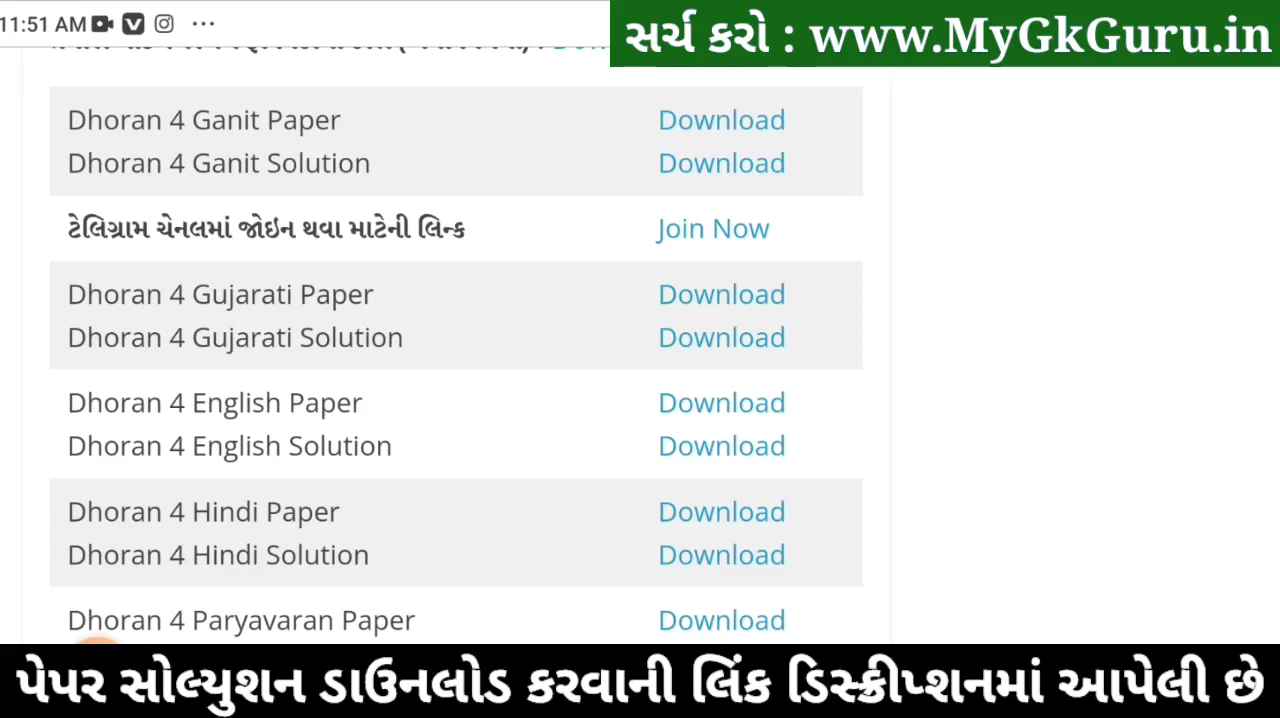 11:51 AM
સર્ચ કરો : www.MyGkGuru.in
Dhoran 4 Ganit Paper Download
Dhoran 4 Ganit Solution Download
ટેલિગ્રામ ચેનલમાં જોઇન થવા માટેની લિન્ક Join Now
Dhoran 4 Gujarati Paper Download
Dhoran 4 Gujarati Solution Download
Dhoran 4 English Paper Download
Dhoran 4 English Solution Download
Dhoran 4 Hindi Paper Download
Dhoran 4 Hindi Solution Download
Dhoran 4 Paryavaran Paper Download
પેપર સોલ્યુશન ડાઉનલોડ કરવાની લિંક ડિસ્ક્રીપ્શનમાં આપેલી છે